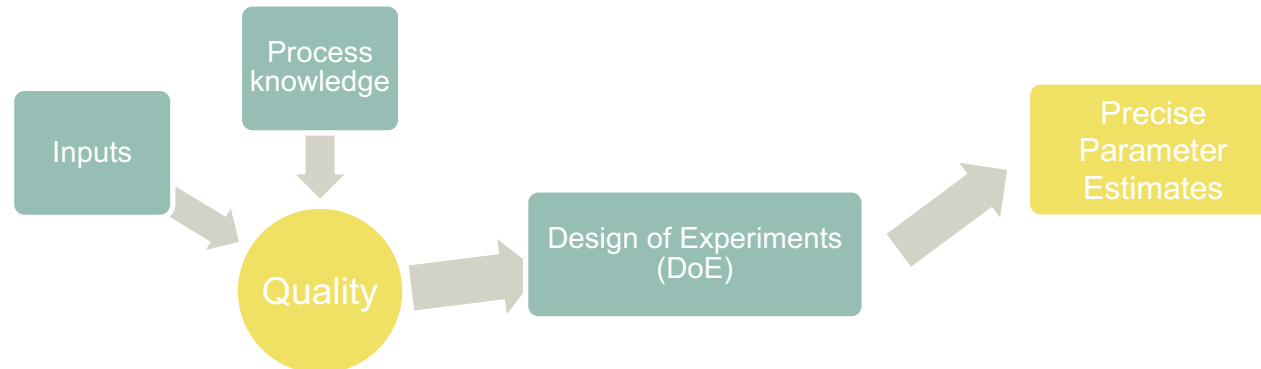 Process
knowledge
Inputs
Quality
Design of Experiments
(DoE)
Precise
Parameter
Estimates